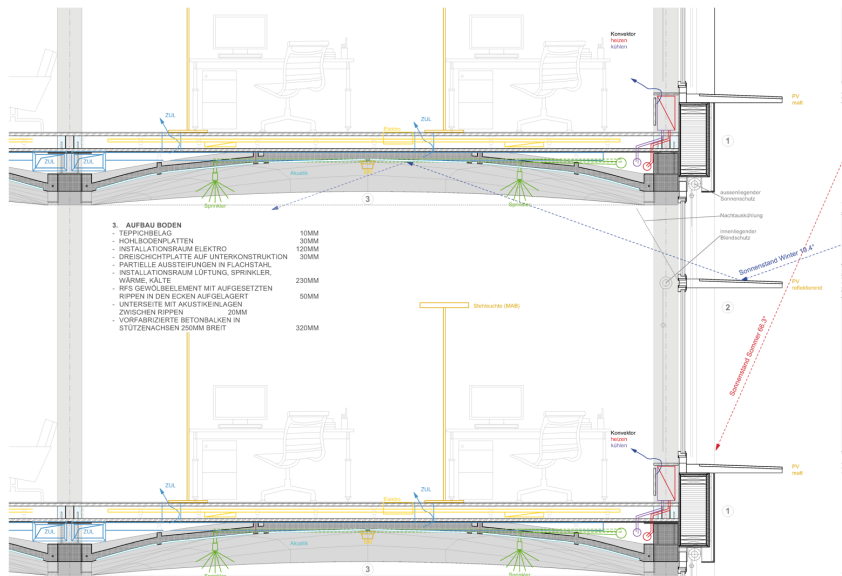 Konvektor
heizen
kühlen
PV
matt
ZUL
ZUL
ZUL
ZUL
1
Akustik
Sprinkler
Sprinkler
3
aussenliegender
Sonnenschutz
Nachtauskühlung
innenliegender
Blendschutz
3. AUFBAU BODEN
- TEPPICHBELAG 10MM
- HOHLBODENPLATTEN 30MM
- INSTALLATIONSRAUM ELEKTRO 120MM
- DREISCHICHTPLATTE AUF UNTERKONSTRUKTION 30MM
- PARTIELLE AUSSTEIFUNGEN IN FLACHSTAHL
- INSTALLATIONSRAUM LÜFTUNG, SPRINKLER,
WÄRME, KÄLTE 230MM
- RFS GEWÖLBEELEMENT MIT AUFGESETZTEN
RIPPEN IN DEN ECKEN AUFGELAGERT 50MM
- UNTERSEITE MIT AKUSTIKEINLAGEN
ZWISCHEN RIPPEN 20MM
- VORFABRIZIERTE BETONBALKEN IN
STÜTZENACHSEN 250MM BREIT 320MM
Sonnenstand Winter 19.4°
PV
reflektierend
2
Stehleuchte (MAB)
Sonnenstand Sommer 66.3°
Konvektor
heizen
kühlen
PV
matt
ZUL
ZUL
ZUL
ZUL
1
Akustik
3
Sprinkler
Sprinkler